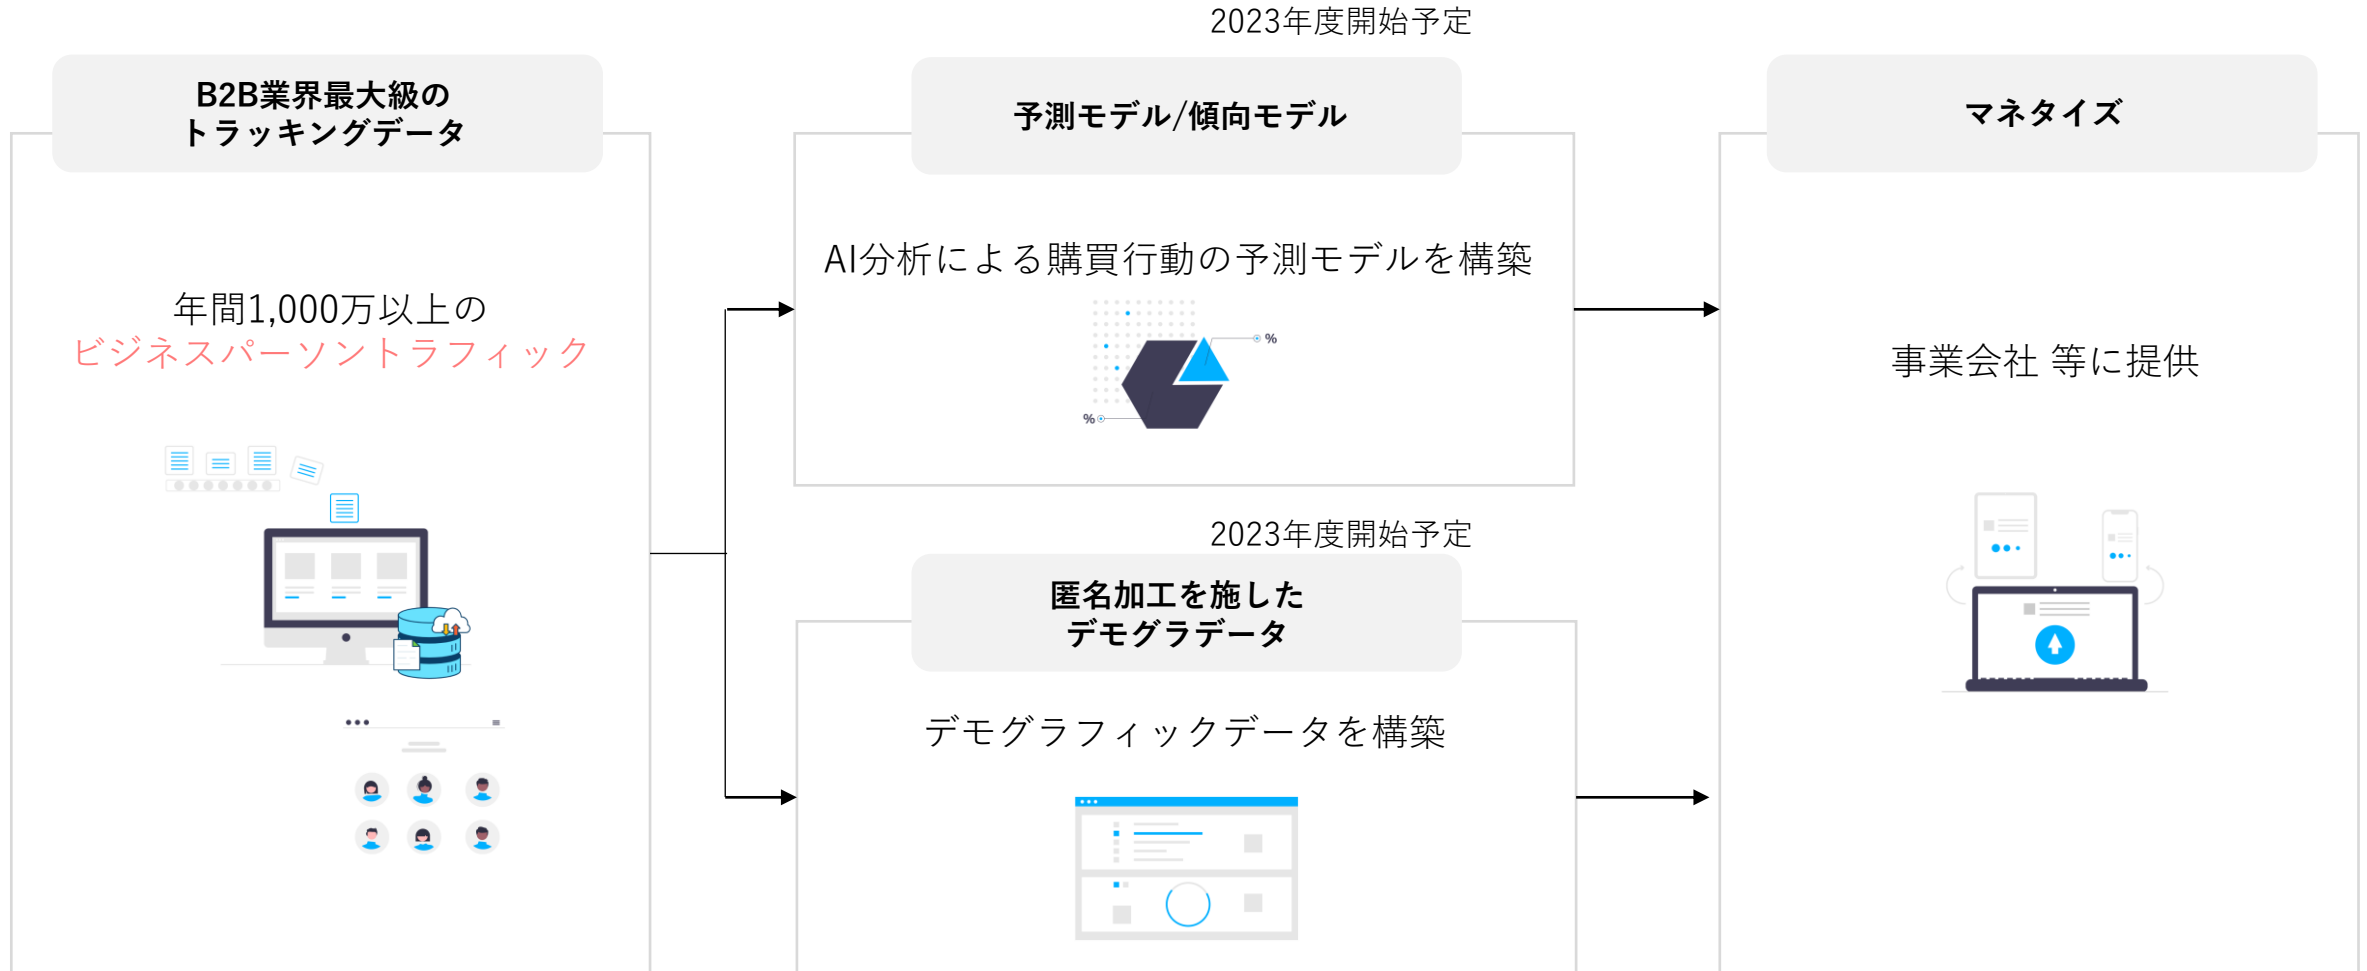 B2B業界最大級の
トラッキングデータ
年間1,000万以上の
ビジネスパーソントラフィック
2023年度開始予定
予測モデル/傾向モデル
AI分析による購買行動の予測モデルを構築
%
%
2023年度開始予定
匿名加工を施した
デモグラデータ
デモグラフィックデータを構築
マネタイズ
事業会社 等に提供